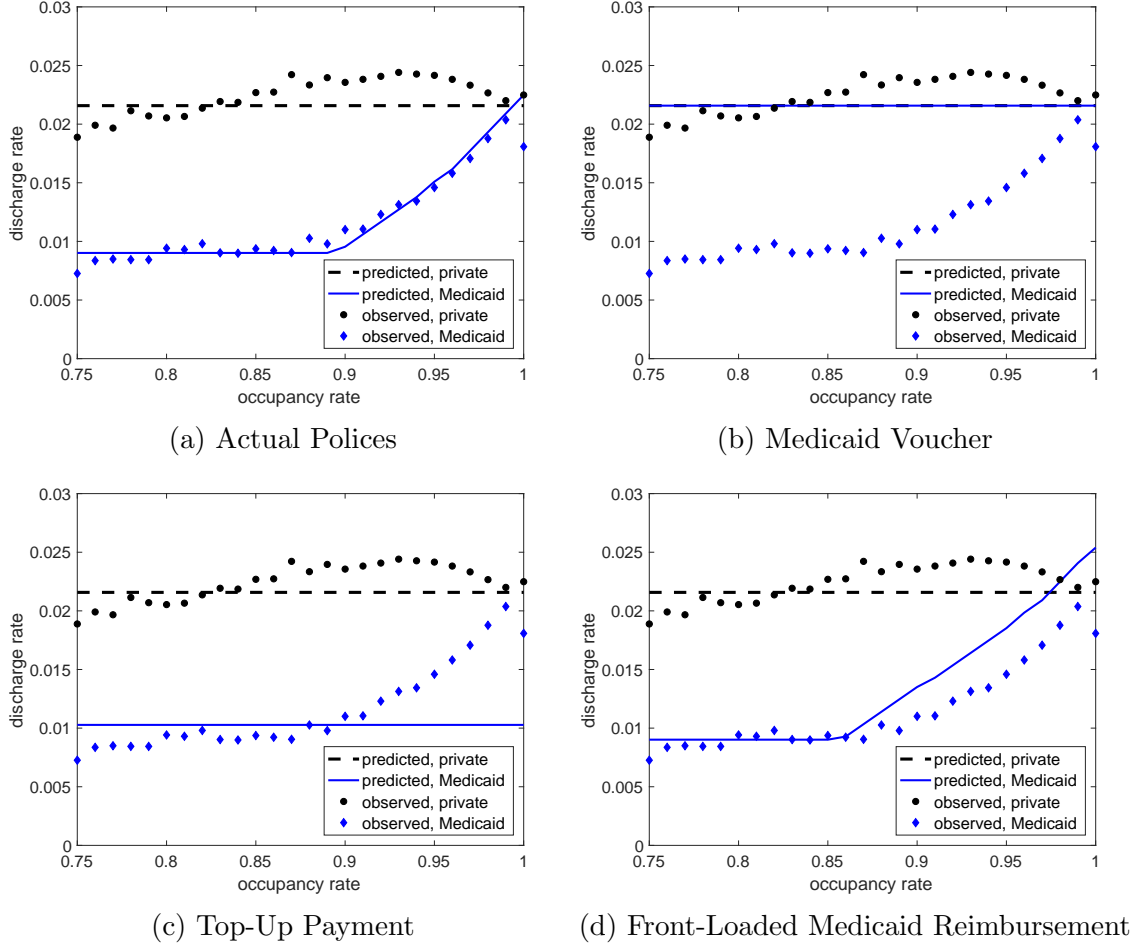 0.03
0.025
0.02
0.015
0.01
0.005
0
discharge rate
predicted, private
predicted, Medicaid
observed, private
observed, Medicaid
0.75 0.8 0.85 0.9 0.95 1
occupancy rate
(a) Actual Polices
0.03
0.025
0.02
0.015
0.01
0.005
0
discharge rate
predicted, private
predicted, Medicaid
observed, private
observed, Medicaid
0.75 0.8 0.85 0.9 0.95 1
occupancy rate
(b) Medicaid Voucher
0.03
0.025
0.02
0.015
0.01
0.005
0
discharge rate
predicted, private
predicted, Medicaid
observed, private
observed, Medicaid
0.75 0.8 0.85 0.9 0.95 1
occupancy rate
(c) Top-Up Payment
0.03
0.025
0.02
0.015
0.01
0.005
0
discharge rate
predicted, private
predicted, Medicaid
observed, private
observed, Medicaid
0.75 0.8 0.85 0.9 0.95 1
occupancy rate
(d) Front-Loaded Medicaid Reimbursement